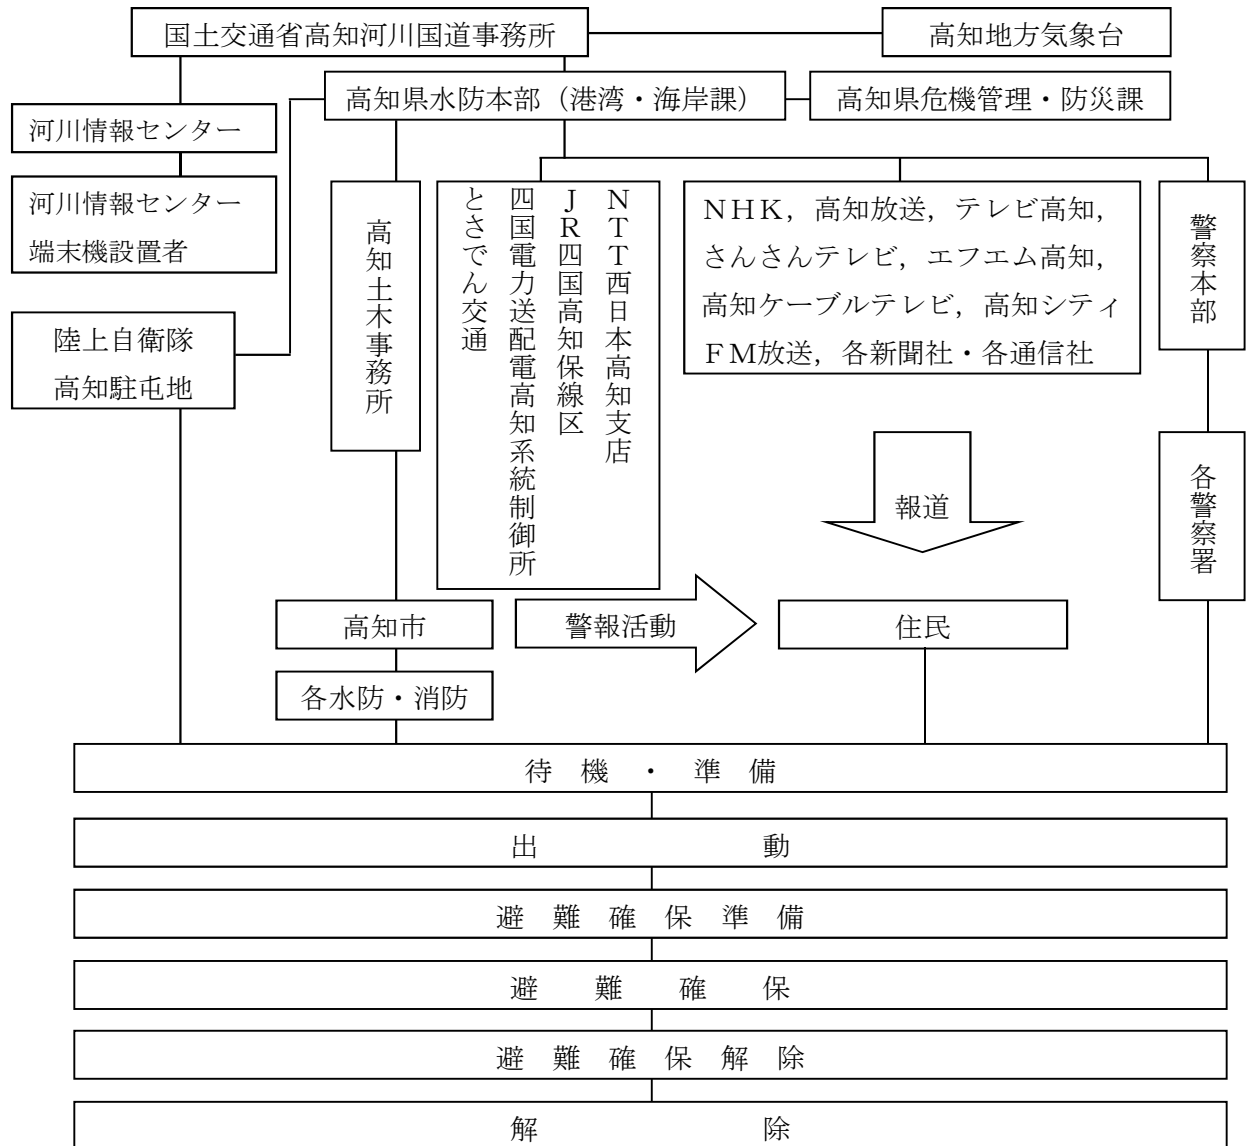 国土交通省高知河川国道事務所
高知地方気象台
高知県水防本部（港湾・海岸課）
高知県危機管理・防災課
河川情報センター
河川情報センター
端末機設置者
陸上自衛隊
高知駐屯地
高知土木事務所
ＮＴＴ西日本高知支店
ＪＲ四国高知保線区
四国電力送配電高知系統制御所
とさでん交通
ＮＨＫ，高知放送，テレビ高知，
さんさんテレビ，エフエム高知，
高知ケーブルテレビ，高知シティ
ＦＭ放送，各新聞社・各通信社
警察本部
各警察署
報道
高知市
警報活動
住民
各水防・消防
待　機　・　準　備
出　　　　　　　　動
避　難　確　保　準　備
避　　難　　確　　保
避　難　確　保　解　除
解　　　　　　　　除